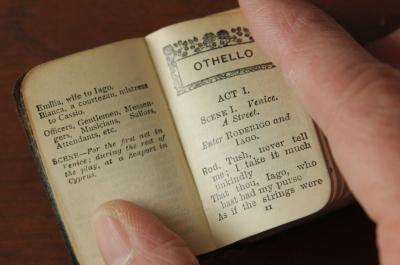 Emilia, wife to Iago,
Bianca, a courtezan, mistress
to Cassio.
Officers, Gentlemen, Messen-
gers, Musicians, Sailors,
Attendants, etc.
SCENE—For the first act in
Venice; during the rest of
the play, at a Seaport in
Cyprus.
OTHELLO
ACT I.
SCENE I. Venice.
A Street.
Enter RODERIGO and
IAGO.
Rod. Tush, never tell
me; I take it much
unkindly
That thou, Iago, who
hast had my purse
As if the strings were
11